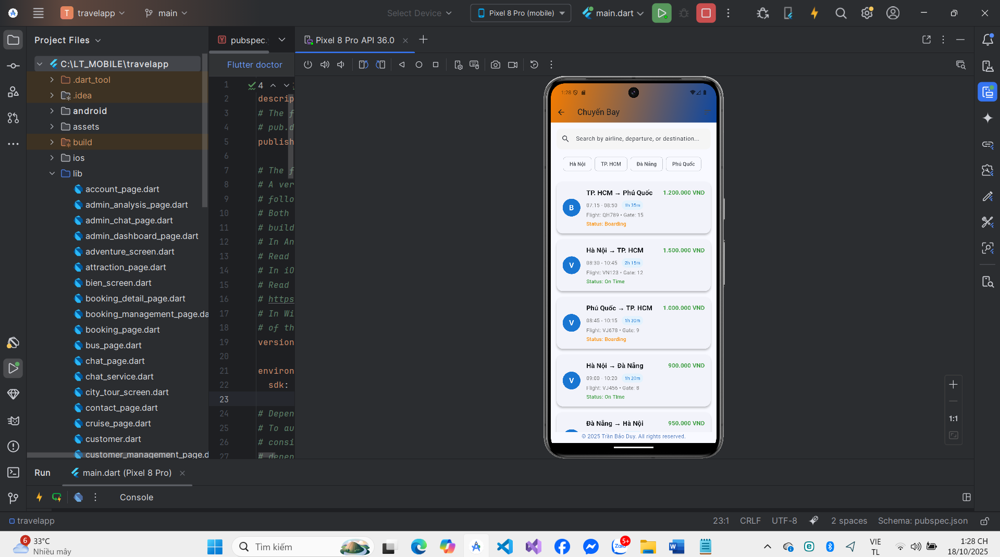 T travelapp
main
Select Device
Pixel 8 Pro (mobile)
main.dart
Project Files
pubspec.
Pixel 8 Pro API 36.0
C:\LT_MOBILE\travelapp
.dart_tool
.idea
android
assets
build
ios
lib
account_page.dart
admin_analysis_page.dart
admin_chat_page.dart
admin_dashboard_page.dart
adventure_screen.dart
attraction_page.dart
bien_screen.dart
booking_detail_page.dart
booking_management_page.da
booking_page.dart
bus_page.dart
chat_page.dart
chat_service.dart
city_tour_screen.dart
contact_page.dart
cruise_page.dart
customer.dart
customer_management_page.d
Flutter doctor
4
1
2 descrip
3 # The f
4 # pub.d
5 publish
6
7 # The f
8 # A ver
9 # follo
10 # Both
11 # build
12 # In An
13 # Read
14 # In iO
15 # Read
16 # https
17 # In Wi
18 # of th
19 version
20
21 environ
22 sdk:
23
24 # Depen
25 # To au
26 # consi
27 # depen
1:28
Chuyến Bay
Search by airline, departure, or destination...
Hà Nội
TP. HCM
Đà Nẵng
Phú Quốc
B
TP. HCM → Phú Quốc
1.200.000 VND
07:15 - 08:50 1h 35m
Flight: QH789 • Gate: 15
Status: Boarding
V
Hà Nội → TP. HCM
1.500.000 VND
08:30 - 10:45 2h 15m
Flight: VN123 • Gate: 12
Status: On Time
V
Phú Quốc → TP. HCM
1.000.000 VND
08:45 - 10:15 1h 30m
Flight: VJ678 • Gate: 9
Status: Boarding
V
Hà Nội → Đà Nẵng
900.000 VND
09:00 - 10:20 1h 20m
Flight: VJ456 • Gate: 8
Status: On Time
Đà Nẵng → Hà Nội
950.000 VND
© 2025 Trần Bảo Duy. All rights reserved.
1:1
Run
main.dart (Pixel 8 Pro)
Console
travelapp
23:1
CRLF
UTF-8
2 spaces
Schema: pubspec.json
6
33°C
Nhiều mây
Tìm kiếm
Zalo
5+
W
VIE
TL
1:28 CH
18/10/2025